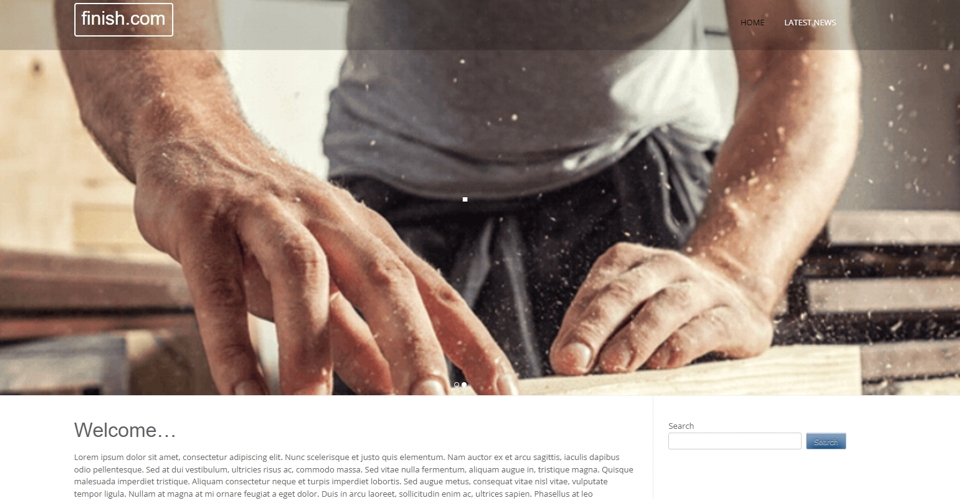 finish.com
HOME
LATEST NEWS
Welcome…
Lorem ipsum dolor sit amet, consectetur adipiscing elit. Nunc scelerisque et justo quis elementum. Nam auctor ex et arcu sagittis, iaculis dapibus
odio pellentesque. Sed at dui vestibulum, ultricies risus ac, commodo massa. Sed vitae nulla fermentum, aliquam augue in, tristique magna. Quisque
malesuada imperdiet tristique. Aliquam consectetur neque et turpis imperdiet lobortis. Sed augue metus, consequat vitae nisl vitae, vulputate
tempor ligula. Nullam at magna at mi ornare feugiat a eget dolor. Duis in arcu laoreet, sollicitudin enim ac, ultrices sapien. Phasellus at leo
Search
Search